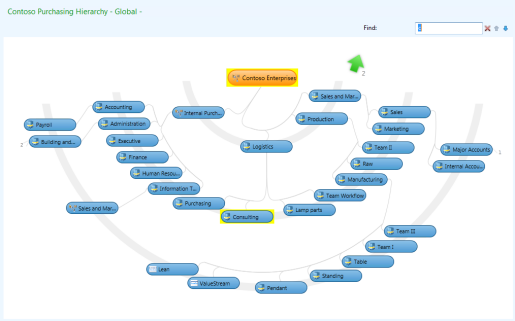 Contoso Purchasing Hierarchy - Global -
Find:
2
Contoso Enterprises
Accounting
Internal Purch...
Sales and Mar...
Payroll
Administration
Production
Sales
Building and...
2
Executive
Marketing
Finance
Logistics
Team II
Major Accounts
1
Human Resou...
Raw
Internal Accou...
Information T...
Manufacturing
Sales and Mar...
Purchasing
Team Workflow
Consulting
Lamp parts
Team II
Team I
Lean
Table
ValueStream
Standing
Pendant